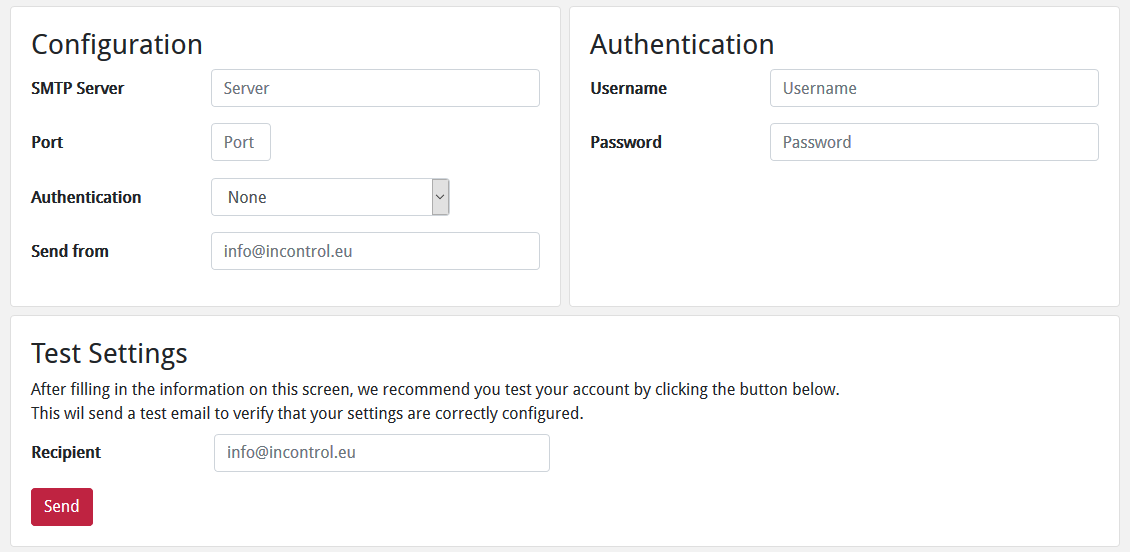 Configuration
SMTP Server
Server
Port
Port
Authentication
None
Send from
info@incontrol.eu
Authentication
Username
Username
Password
Password
Test Settings
After filling in the information on this screen, we recommend you test your account by clicking the button below.
This wil send a test email to verify that your settings are correctly configured.
Recipient
info@incontrol.eu
Send